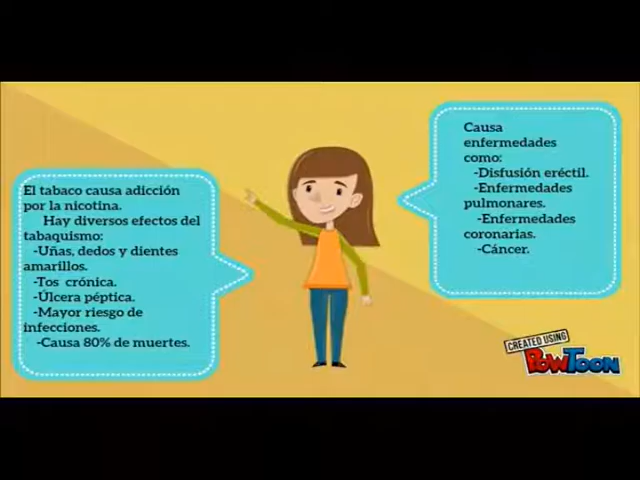 El tabaco causa adicción
por la nicotina.
Hay diversos efectos del
tabaquismo:
-Uñas, dedos y dientes
amarillos.
-Tos crónica.
-Úlcera péptica.
-Mayor riesgo de
infecciones.
-Causa 80% de muertes.
Causa
enfermedades
como:
-Disfusión eréctil.
-Enfermedades
pulmonares.
-Enfermedades
coronarias.
-Cáncer.
CREATED USING
POWTOON